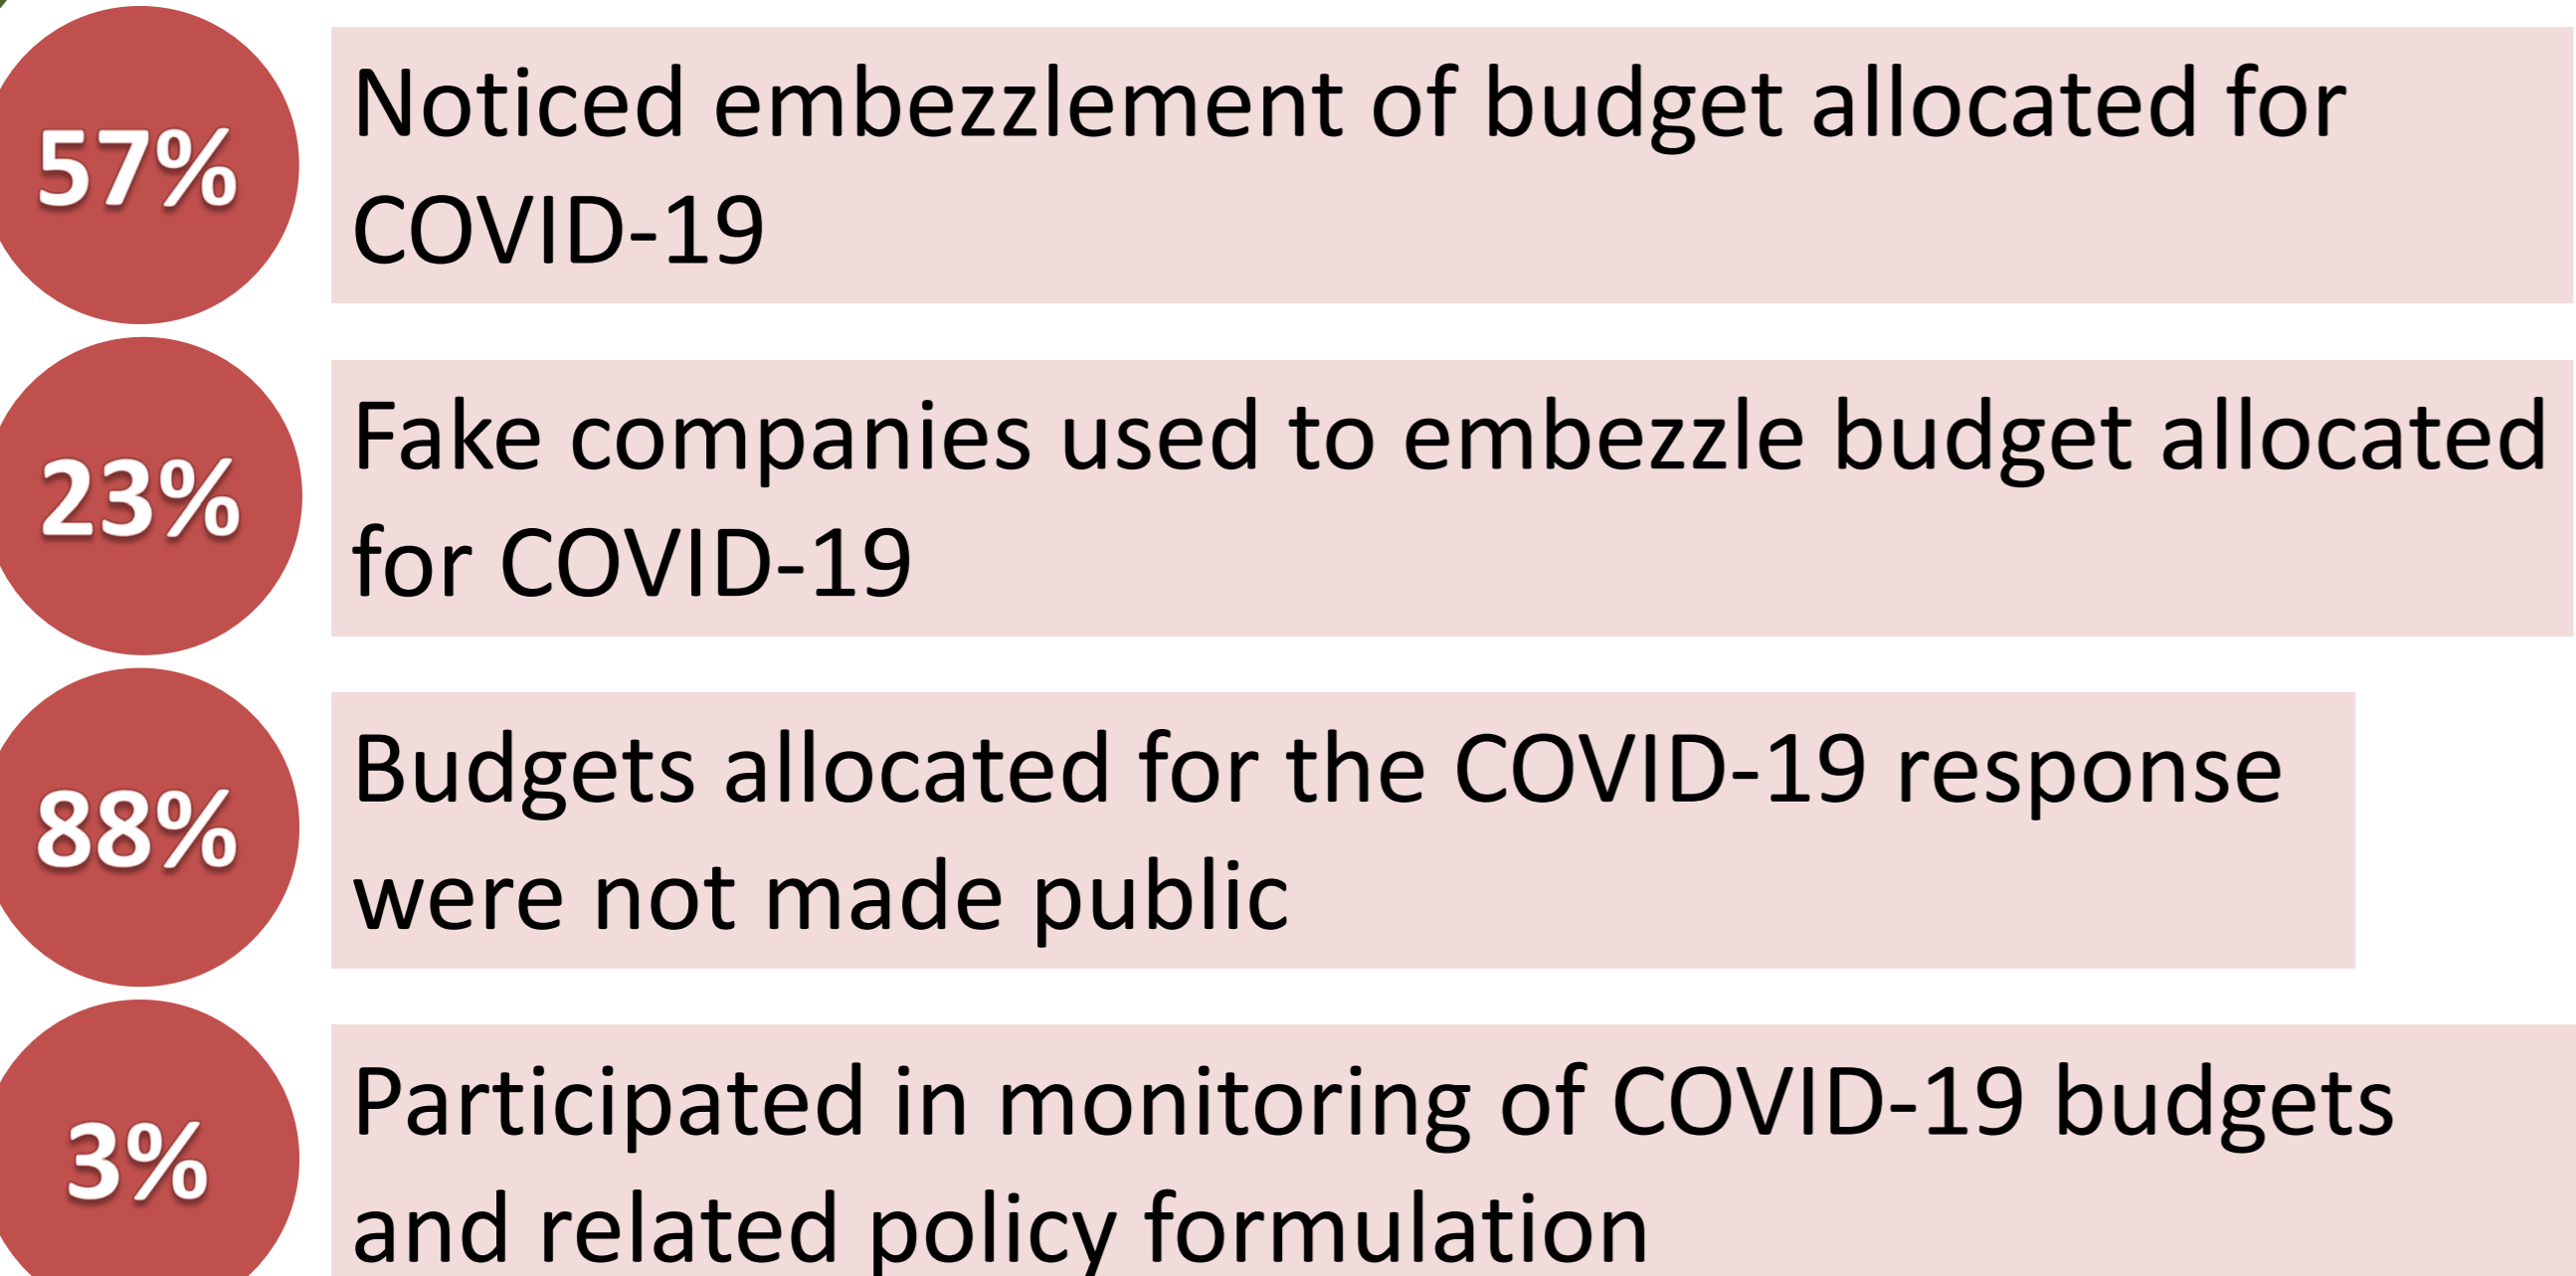 57%
Noticed embezzlement of budget allocated for
COVID-19
23%
Fake companies used to embezzle budget allocated
for COVID-19
88%
Budgets allocated for the COVID-19 response
were not made public
3%
Participated in monitoring of COVID-19 budgets
and related policy formulation